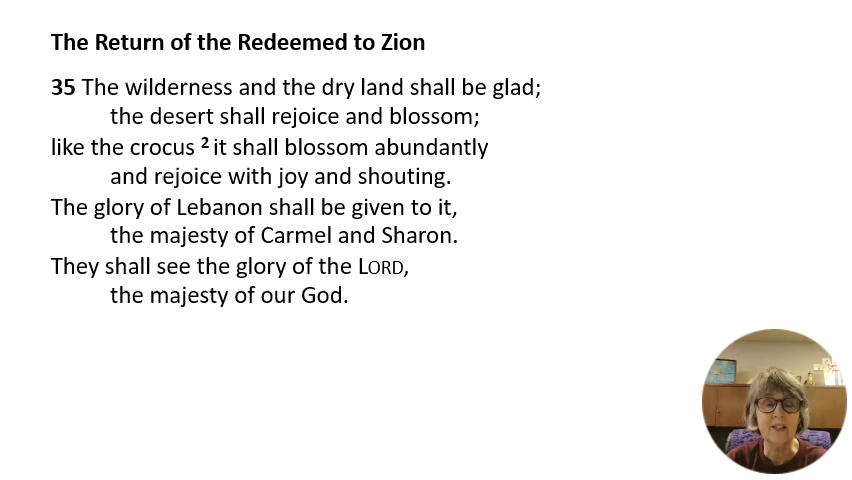 The Return of the Redeemed to Zion
35 The wilderness and the dry land shall be glad;
the desert shall rejoice and blossom;
like the crocus 2 it shall blossom abundantly
and rejoice with joy and shouting.
The glory of Lebanon shall be given to it,
the majesty of Carmel and Sharon.
They shall see the glory of the LORD,
the majesty of our God.